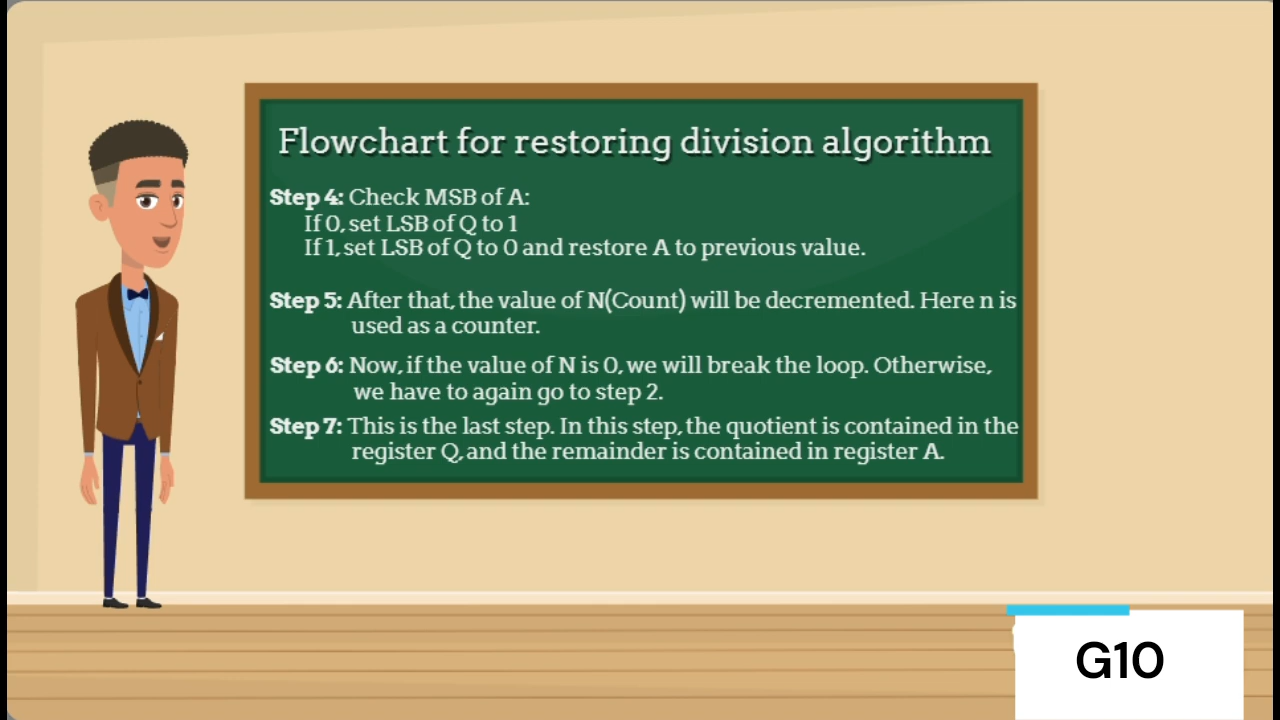 Flowchart for restoring division algorithm
Step 4: Check MSB of A:
If 0, set LSB of Q to 1
If 1, set LSB of Q to 0 and restore A to previous value.
Step 5: After that, the value of N(Count) will be decremented. Here n is
used as a counter.
Step 6: Now, if the value of N is 0, we will break the loop. Otherwise,
we have to again go to step 2.
Step 7: This is the last step. In this step, the quotient is contained in the
register Q, and the remainder is contained in register A.
G10